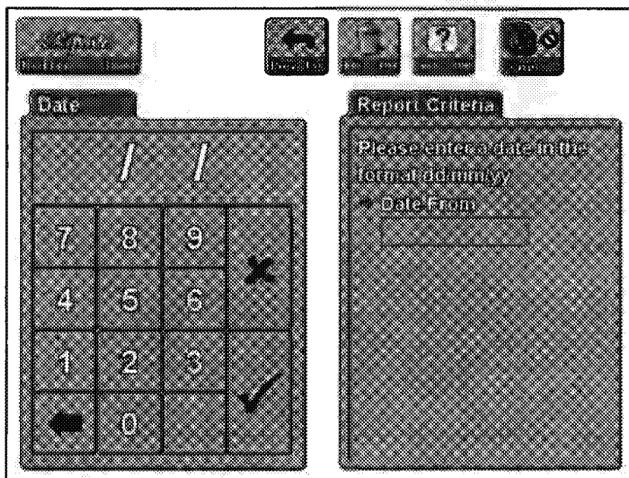 Date
Report Criteria
/ /
Please enter a date in the
format dd/mm/yy
Date From
7 8 9
4 5 6
1 2 3
0
?